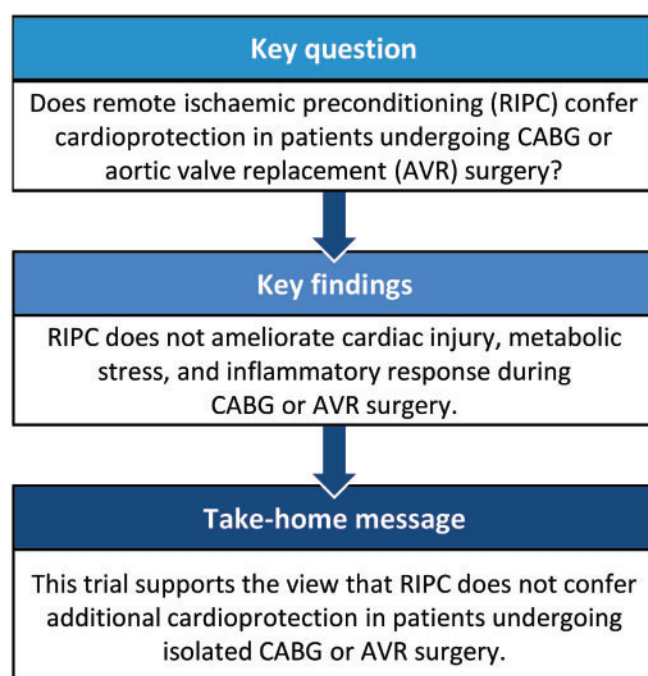 Key question
Does remote ischaemic preconditioning (RIPC) confer
cardioprotection in patients undergoing CABG or
aortic valve replacement (AVR) surgery?
Key findings
RIPC does not ameliorate cardiac injury, metabolic
stress, and inflammatory response during
CABG or AVR surgery.
Take-home message
This trial supports the view that RIPC does not confer
additional cardioprotection in patients undergoing
isolated CABG or AVR surgery.